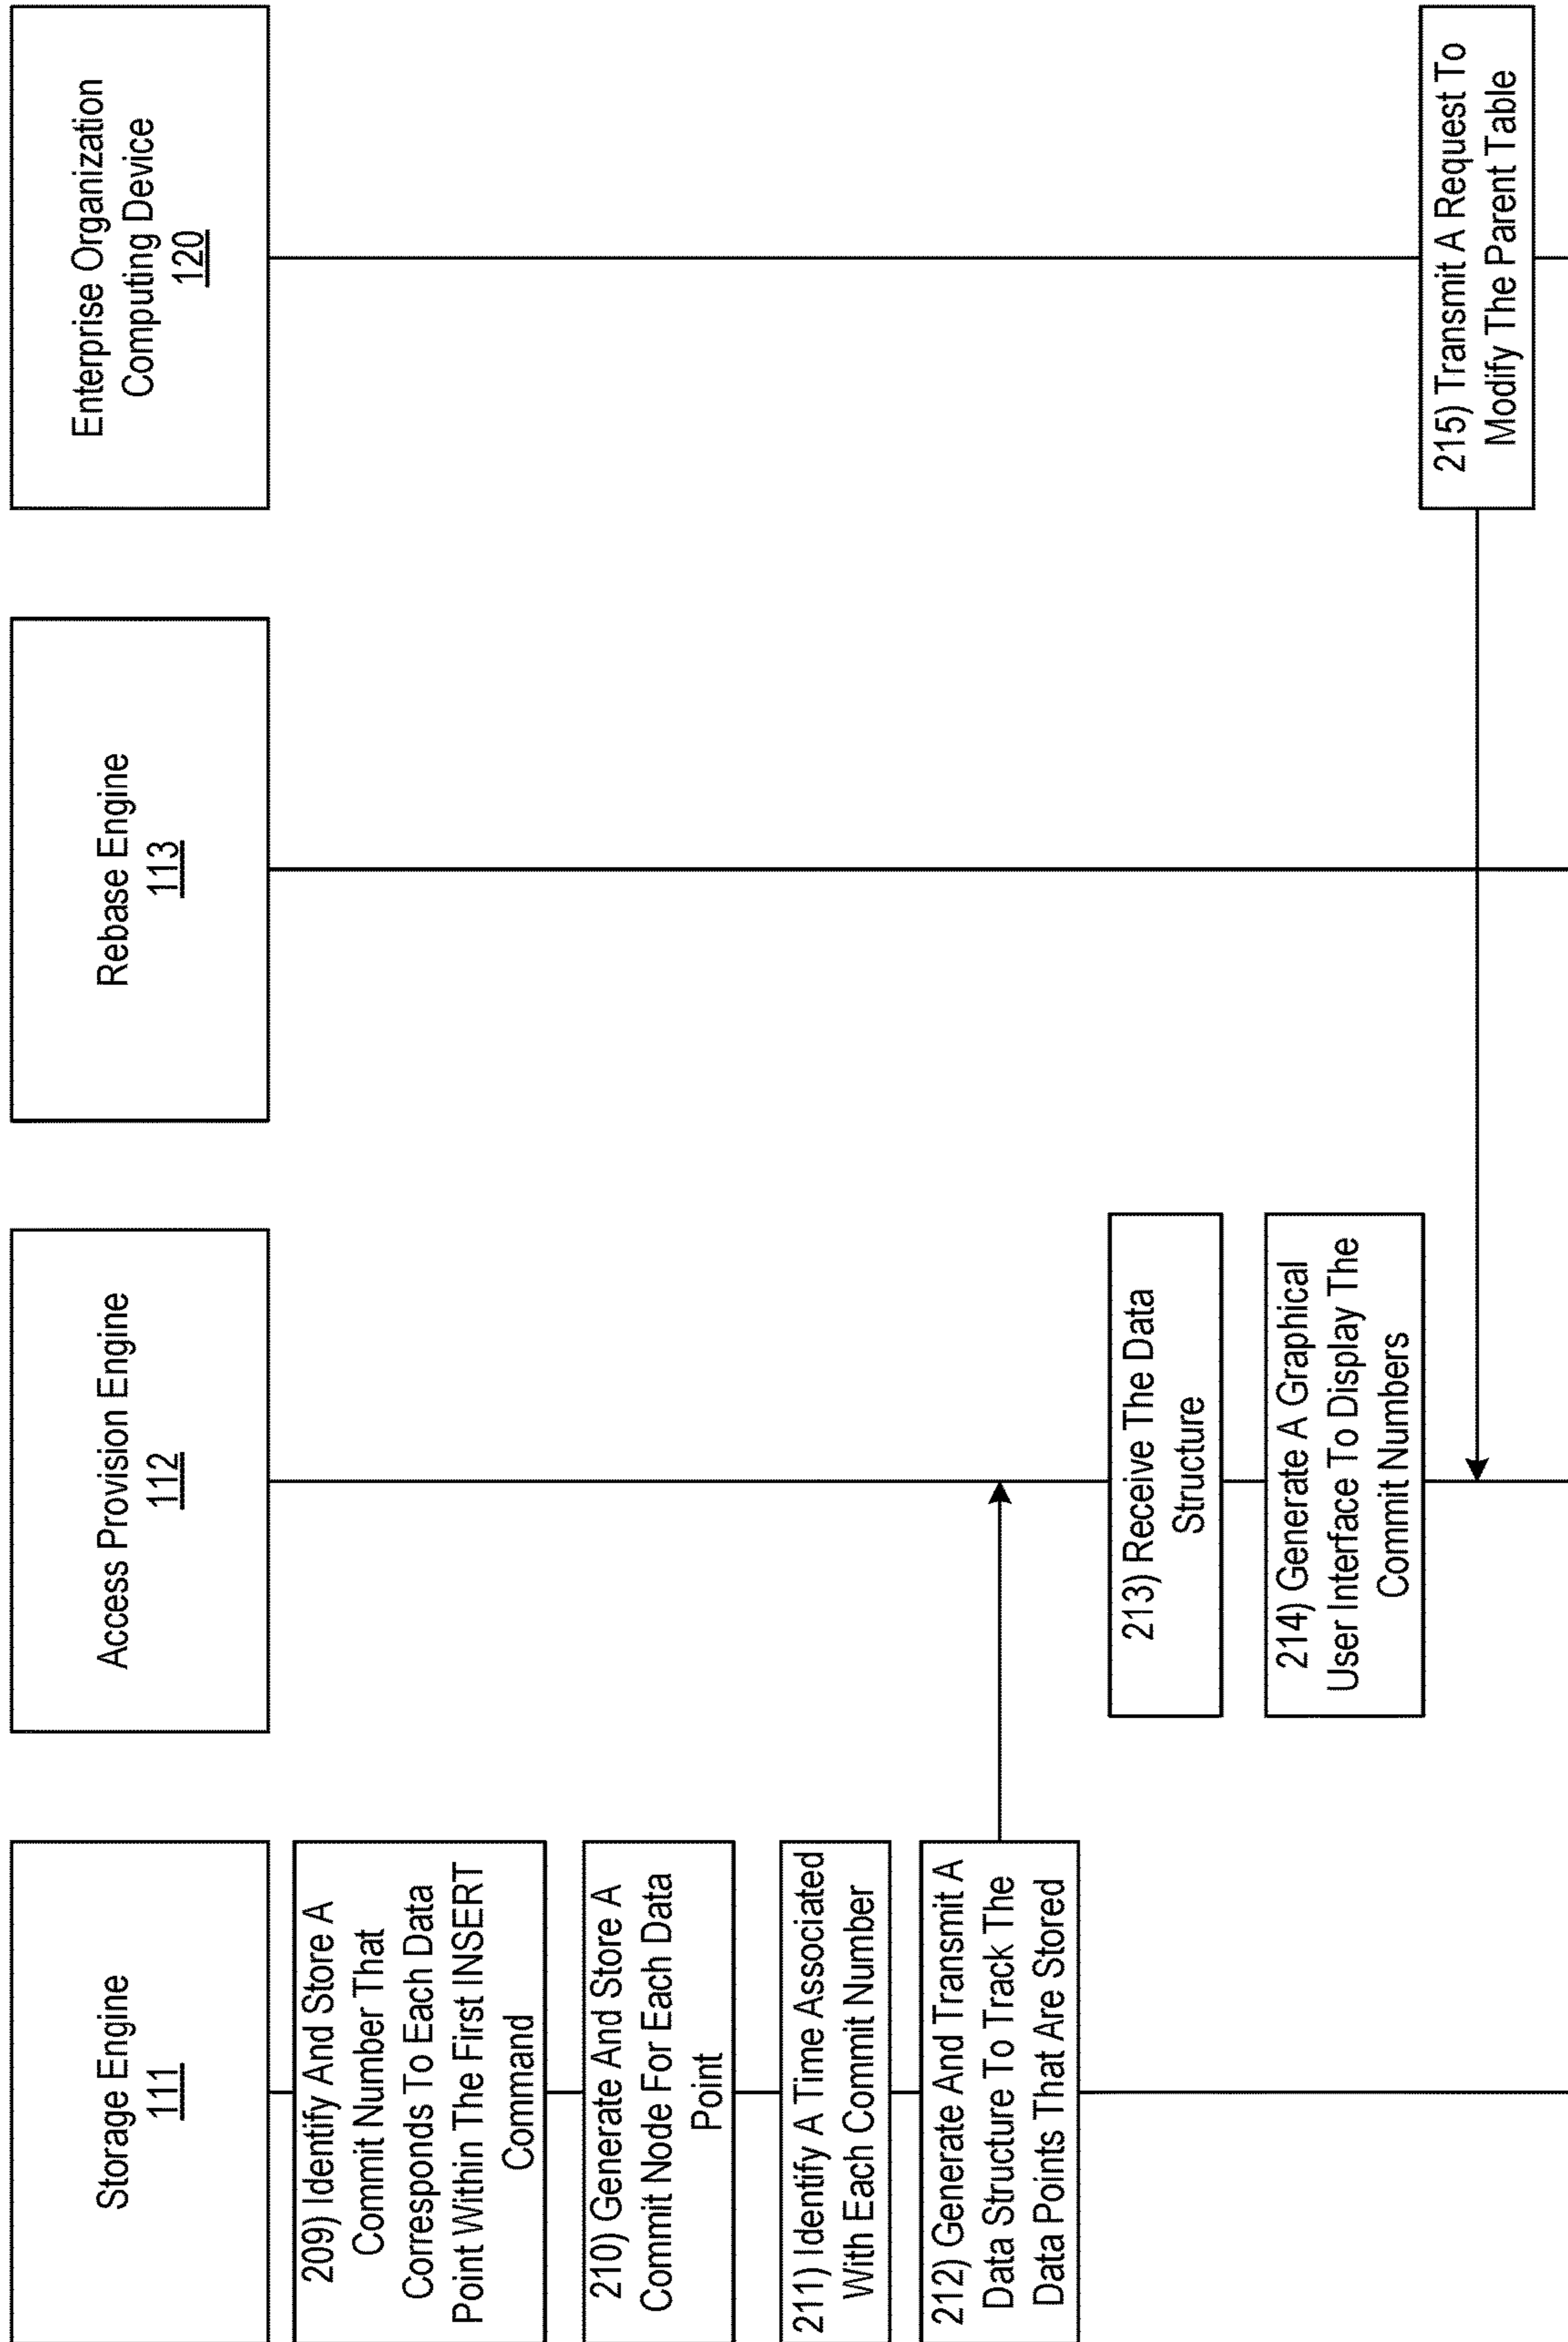 Storage Engine
111
Access Provision Engine
112
Rebase Engine
113
Enterprise Organization
Computing Device
120
209) Identify And Store A
Commit Number That
Corresponds To Each Data
Point Within The First INSERT
Command
210) Generate And Store A
Commit Node For Each Data
Point
211) Identify A Time Associated
With Each Commit Number
212) Generate And Transmit A
Data Structure To Track The
Data Points That Are Stored
213) Receive The Data
Structure
214) Generate A Graphical
User Interface To Display The
Commit Numbers
215) Transmit A Request To
Modify The Parent Table